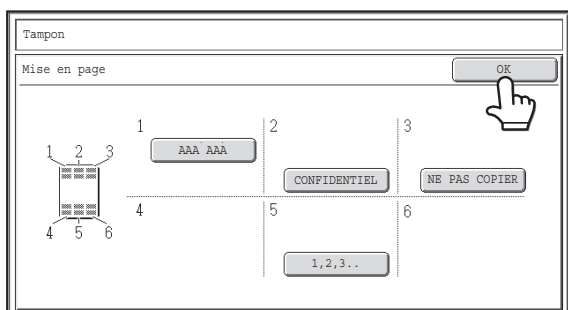 Tampon
Mise en page
OK
1 2 3
AAA AAA
CONFIDENTIEL
NE PAS COPIER
1 2 3
4 5 6
4 5 6
1,2,3..